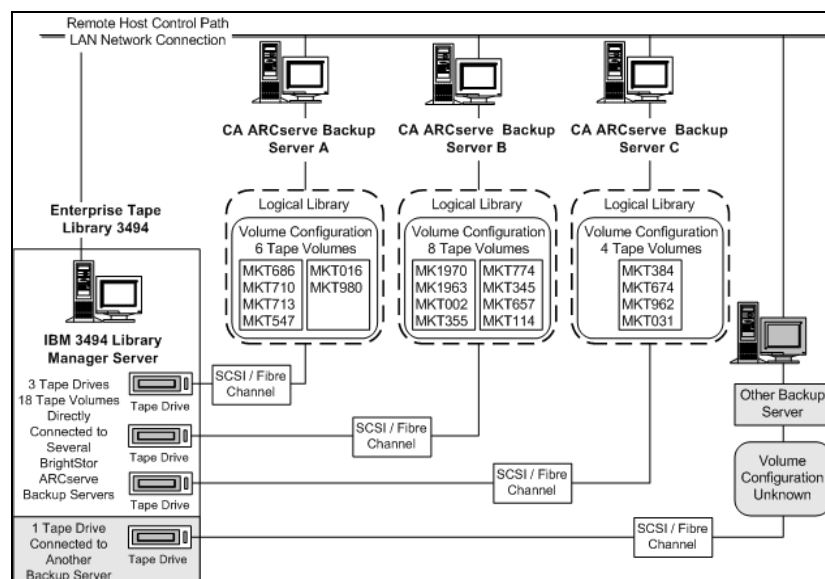 Remote Host Control Path
LAN Network Connection
CA ARCserve Backup
Server A
CA ARCserve Backup
Server B
CA ARCserve Backup
Server C
Enterprise Tape
Library 3494
Logical Library
Volume Configuration
6 Tape Volumes
MKT686
MKT710
MKT713
MKT547
MKT016
MKT980
Logical Library
Volume Configuration
8 Tape Volumes
MK1970
MK1963
MKT002
MKT355
MKT774
MKT345
MKT657
MKT114
Logical Library
Volume Configuration
4 Tape Volumes
MKT384
MKT674
MKT962
MKT031
IBM 3494 Library
Manager Server
3 Tape Drives
18 Tape Volumes
Directly
Connected to
Several
BrightStor
ARCserve
Backup Servers
Tape Drive
Tape Drive
Tape Drive
SCSI / Fibre
Channel
SCSI / Fibre
Channel
SCSI / Fibre
Channel
Other Backup
Server
Volume
Configuration
Unknown
1 Tape Drive
Connected to
Another
Backup Server
Tape Drive
SCSI / Fibre
Channel